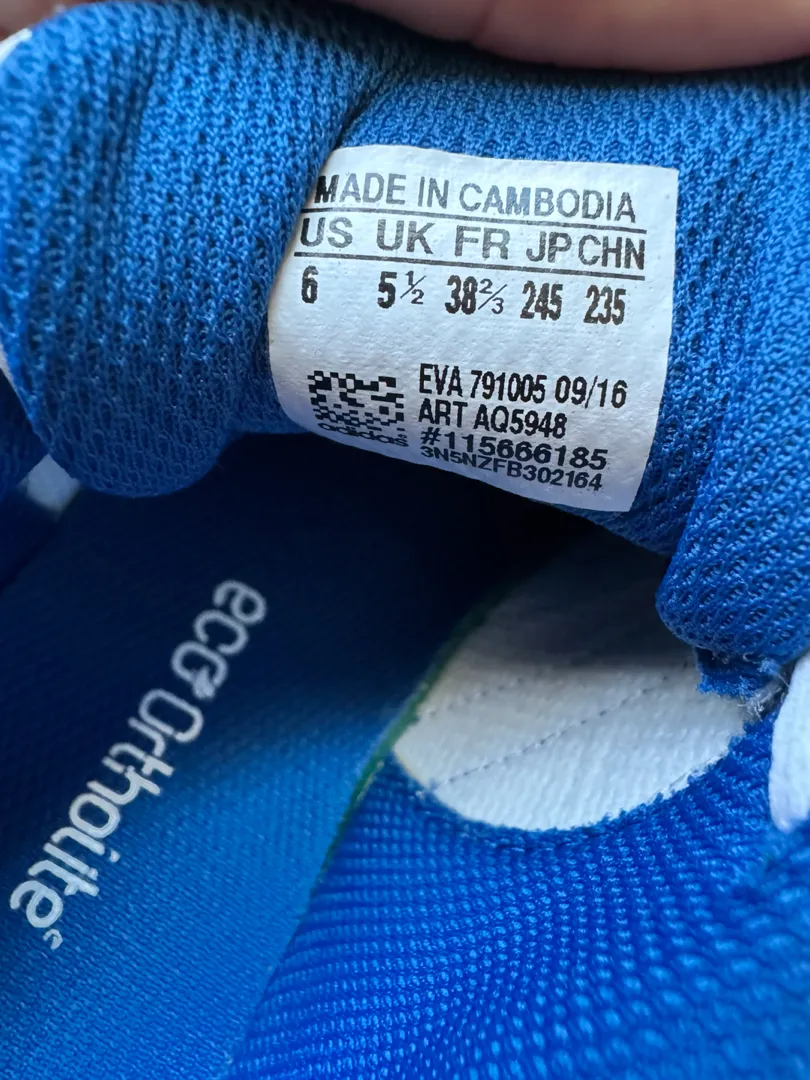 MADE IN CAMBODIA
US UK FR JP CHN
6 5½ 38⅔ 245 235
EVA 791005 09/16
ART AQ5948
adidas
#115666185
3N5NZFB302164
eco Ortholite